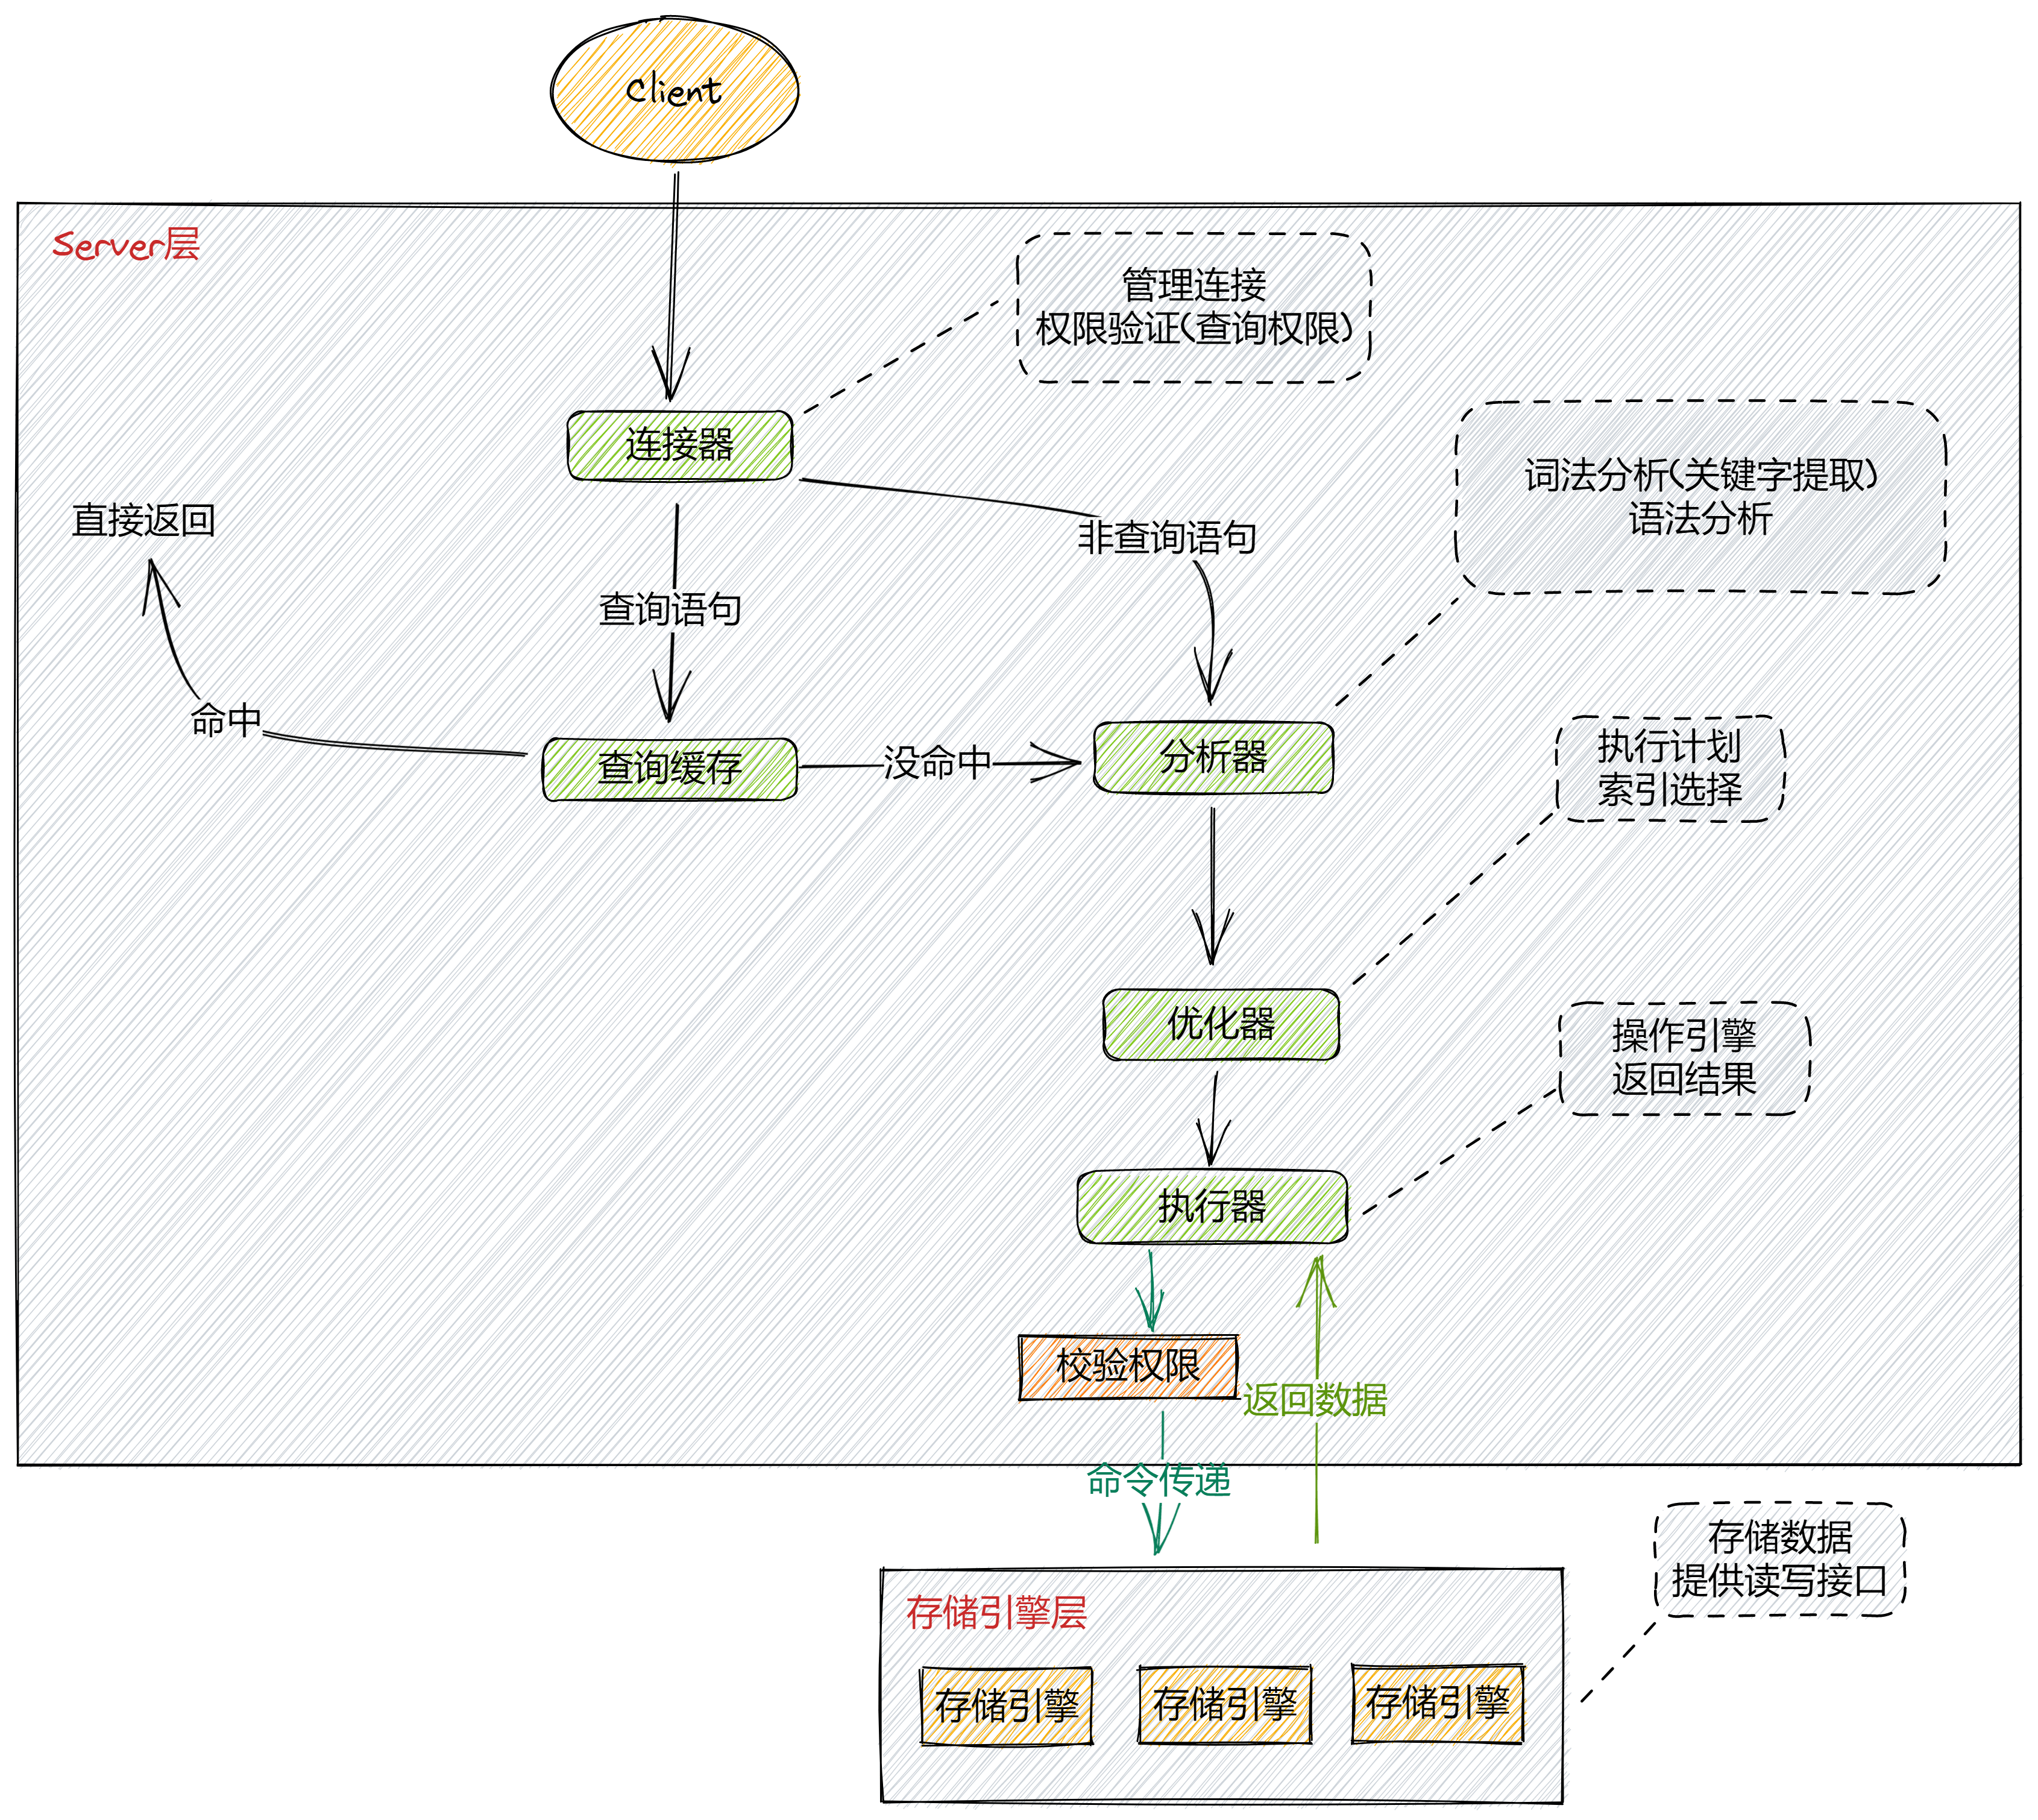 Client
Server层
管理连接
权限验证(查询权限)
连接器
词法分析(关键字提取)
语法分析
直接返回
非查询语句
查询语句
命中
查询缓存
没命中
分析器
执行计划
索引选择
优化器
操作引擎
返回结果
执行器
校验权限
返回数据
命令传递
存储数据
提供读写接口
存储引擎层
存储引擎
存储引擎
存储引擎